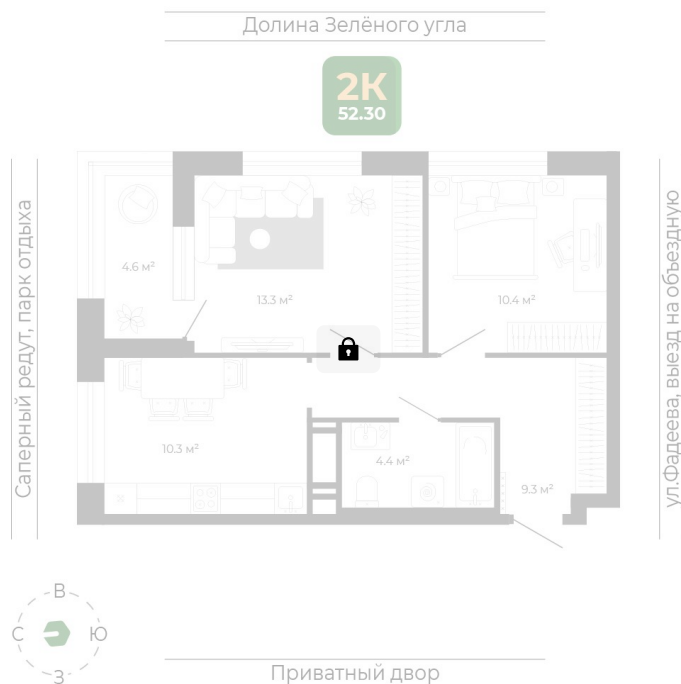 Долина Зелёного угла
2К
52.30
Саперный редут, парк отдыха
ул.Фадеева, выезд на объездную
4.6 м²
13.3 м²
10.4 м²
10.3 м²
4.4 м²
9.3 м²
В
С
Ю
З
Приватный двор